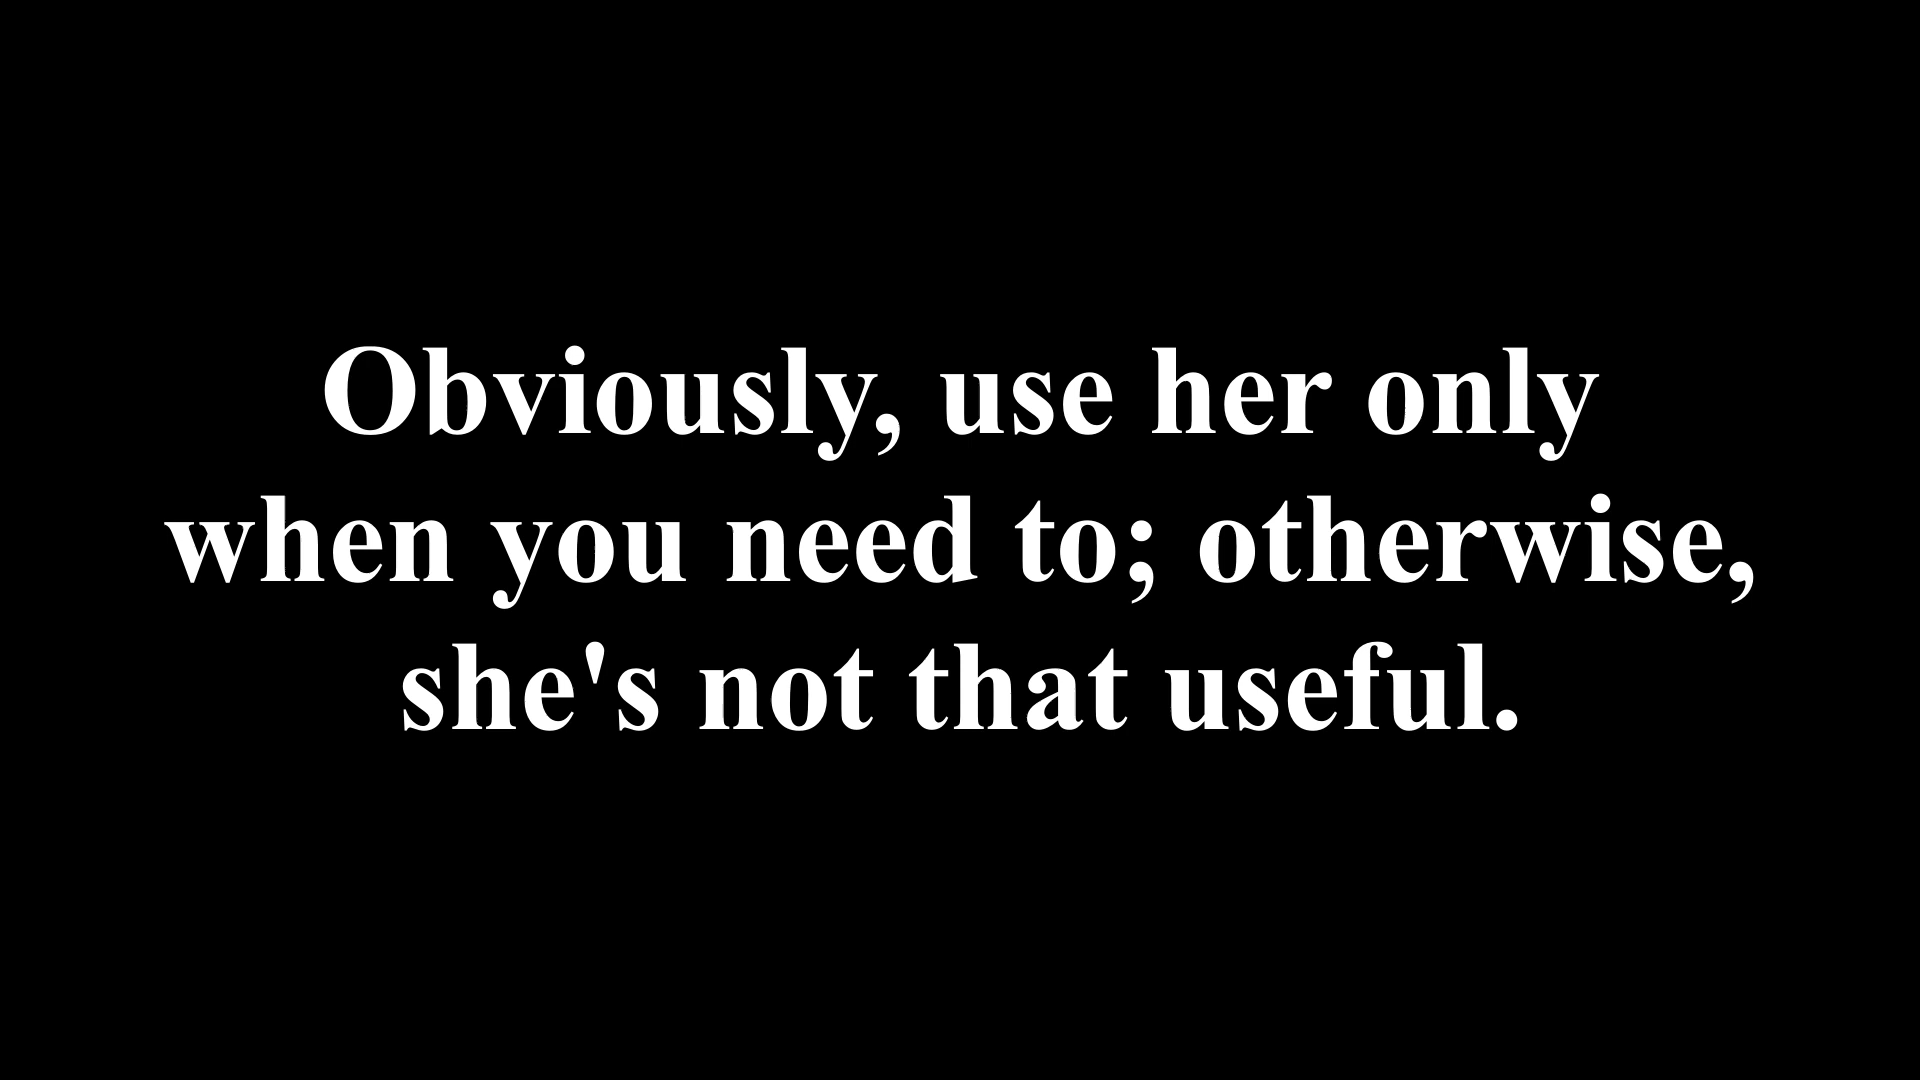 Obviously, use her only
when you need to; otherwise,
she's not that useful.